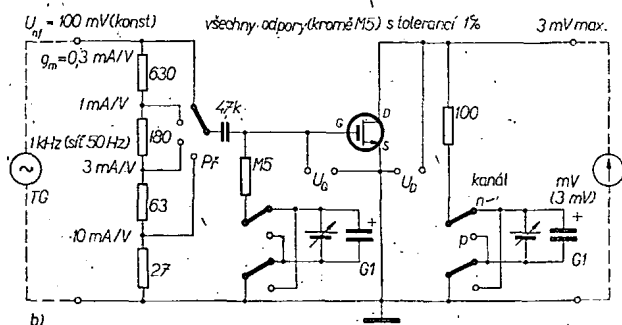 U_nf = 100 mV (konst)
všechny odpory (kromě M5) s tolerancí 1%
3 mV max.
g_m = 0,3 mA/V
630
1 mA/V
4,7k
G
D
S
100
1 kHz (síť 50 Hz)
180
3 mA/V
Př
M5
U_G
U_D
kanál
n
p
mV
(3 mV)
TG
63
10 mA/V
27
+
G1
+
G1
b)